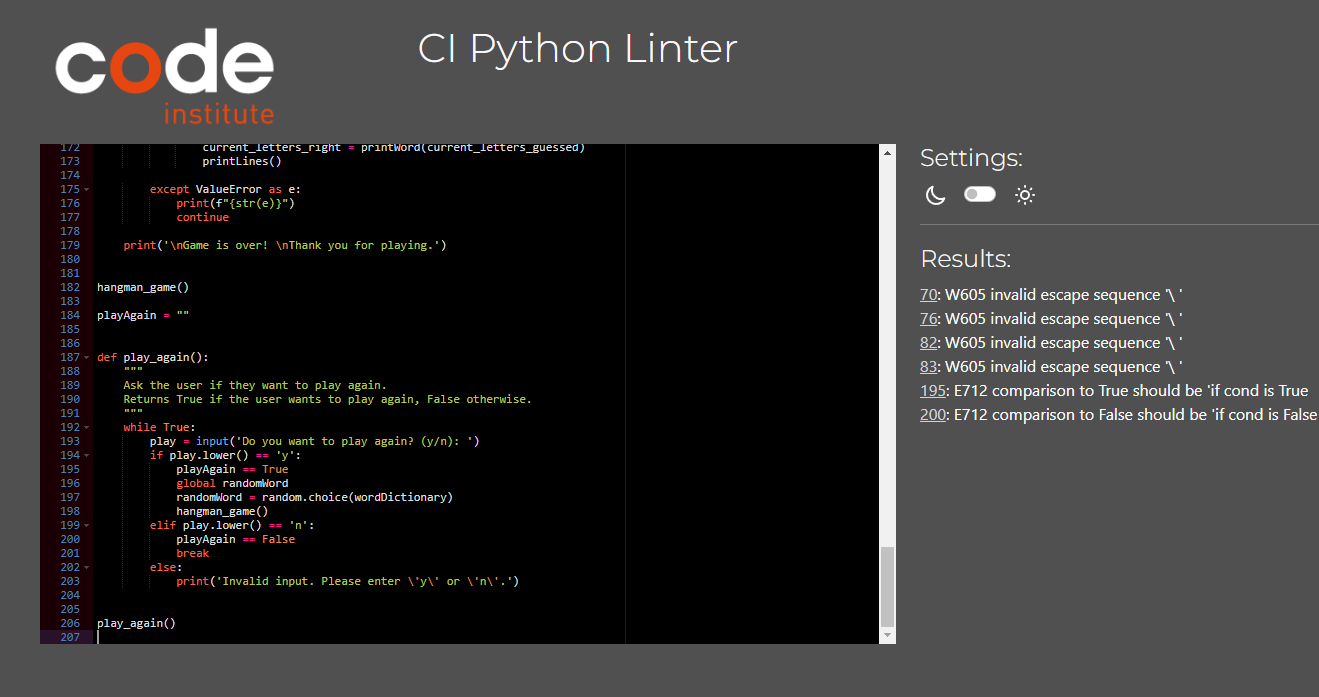 code
institute
CI Python Linter
172 current_letters_right = printWord(current_letters_guessed)
173 printLines()
174
175 except ValueError as e:
176 print(f"{str(e)}")
177 continue
178
179 print('\nGame is over! \nThank you for playing.')
180
181
182 hangman_game()
183
184 playAgain = ""
185
186
187 def play_again():
188 """
189 Ask the user if they want to play again.
190 Returns True if the user wants to play again, False otherwise.
191 """
192 while True:
193 play = input('Do you want to play again? (y/n): ')
194 if play.lower() == 'y':
195 playAgain == True
196 global randomWord
197 randomWord = random.choice(wordDictionary)
198 hangman_game()
199 elif play.lower() == 'n':
200 playAgain == False
201 break
202 else:
203 print('Invalid input. Please enter \'y\' or \'n\'.')
204
205
206 play_again()
207
Settings:
Results:
70: W605 invalid escape sequence '\ '
76: W605 invalid escape sequence '\ '
82: W605 invalid escape sequence '\ '
83: W605 invalid escape sequence '\ '
195: E712 comparison to True should be 'if cond is True
200: E712 comparison to False should be 'if cond is False